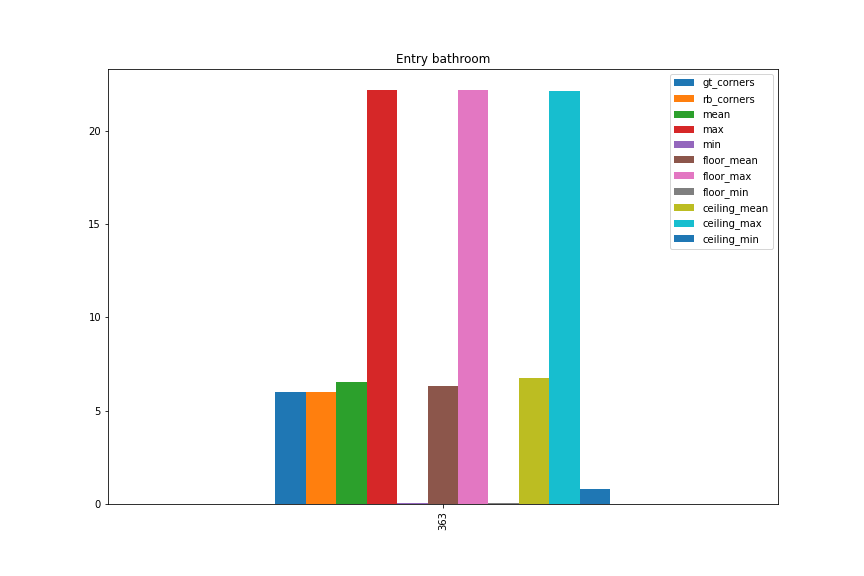 Entry bathroom
gt_corners
rb_corners
mean
max
min
floor_mean
floor_max
floor_min
ceiling_mean
ceiling_max
ceiling_min
20
15
10
5
0
363